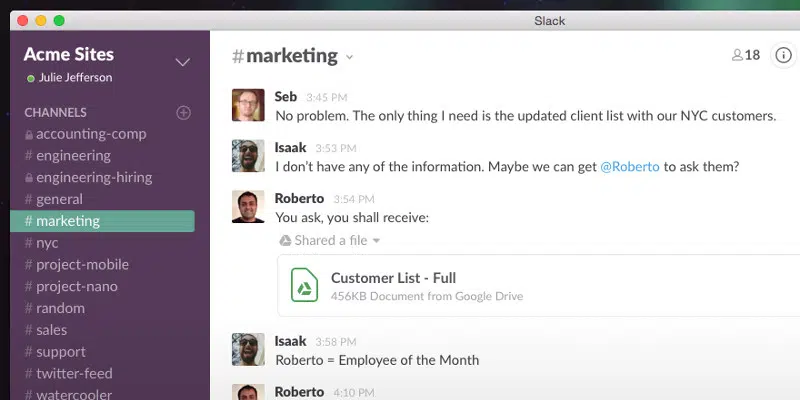 Slack
Acme Sites
Julie Jefferson
CHANNELS
accounting-comp
# engineering
engineering-hiring
# general
# marketing
# nyc
# project-mobile
# project-nano
# random
# sales
# support
# twitter-feed
# watercooler
#marketing
18
Seb 3:45 PM
No problem. The only thing I need is the updated client list with our NYC customers.
Isaak 3:53 PM
I don't have any of the information. Maybe we can get @Roberto to ask them?
Roberto 3:54 PM
You ask, you shall receive:
Shared a file
Customer List - Full
456KB Document from Google Drive
Isaak 3:58 PM
Roberto = Employee of the Month
Roberto 4:10 PM